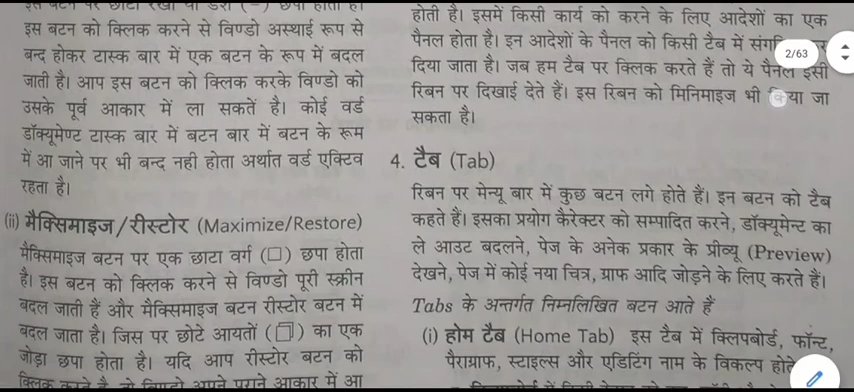 इस बटन को क्लिक करने से विण्डो अस्थाई रूप से
बन्द होकर टास्क बार में एक बटन के रूप में बदल
जाती है। आप इस बटन को क्लिक करके विण्डो को
उसके पूर्व आकार में ला सकतें है। कोई वर्ड
डॉक्यूमेण्ट टास्क बार में बटन बार में बटन के रूम
में आ जाने पर भी बन्द नही होता अर्थात वर्ड एक्टिव
रहता है।
(ii) मैक्सिमाइज/रीस्टोर (Maximize/Restore)
मैक्सिमाइज बटन पर एक छाटा वर्ग (□) छपा होता
है। इस बटन को क्लिक करने से विण्डो पूरी स्क्रीन
बदल जाती हैं और मैक्सिमाइज बटन रीस्टोर बटन में
बदल जाता है। जिस पर छोटे आयतों (❐) का एक
जोड़ा छपा होता है। यदि आप रीस्टोर बटन को
क्लिक करते है तो विण्डो अपने पुराने आकार में आ
होती है। इसमें किसी कार्य को करने के लिए आदेशों का एक
पैनल होता है। इन आदेशों के पैनल को किसी टैब में
2/63
दिया जाता है। जब हम टैब पर क्लिक करते हैं तो ये पैनल इसी
रिबन पर दिखाई देते हैं। इस रिबन को मिनिमाइज भी किया जा
सकता है।
4. टैब (Tab)
रिबन पर मेन्यू बार में कुछ बटन लगे होते हैं। इन बटन को टैब
कहते हैं। इसका प्रयोग कैरेक्टर को सम्पादित करने, डॉक्यूमेन्ट का
ले आउट बदलने, पेज के अनेक प्रकार के प्रीव्यू (Preview)
देखने, पेज में कोई नया चित्र, ग्राफ आदि जोड़ने के लिए करते हैं।
Tabs के अन्तर्गत निम्नलिखित बटन आते हैं
(i) होम टैब (Home Tab) इस टैब में क्लिपबोर्ड, फॉन्ट,
पैराग्राफ, स्टाइल्स और एडिटिंग नाम के विकल्प होते